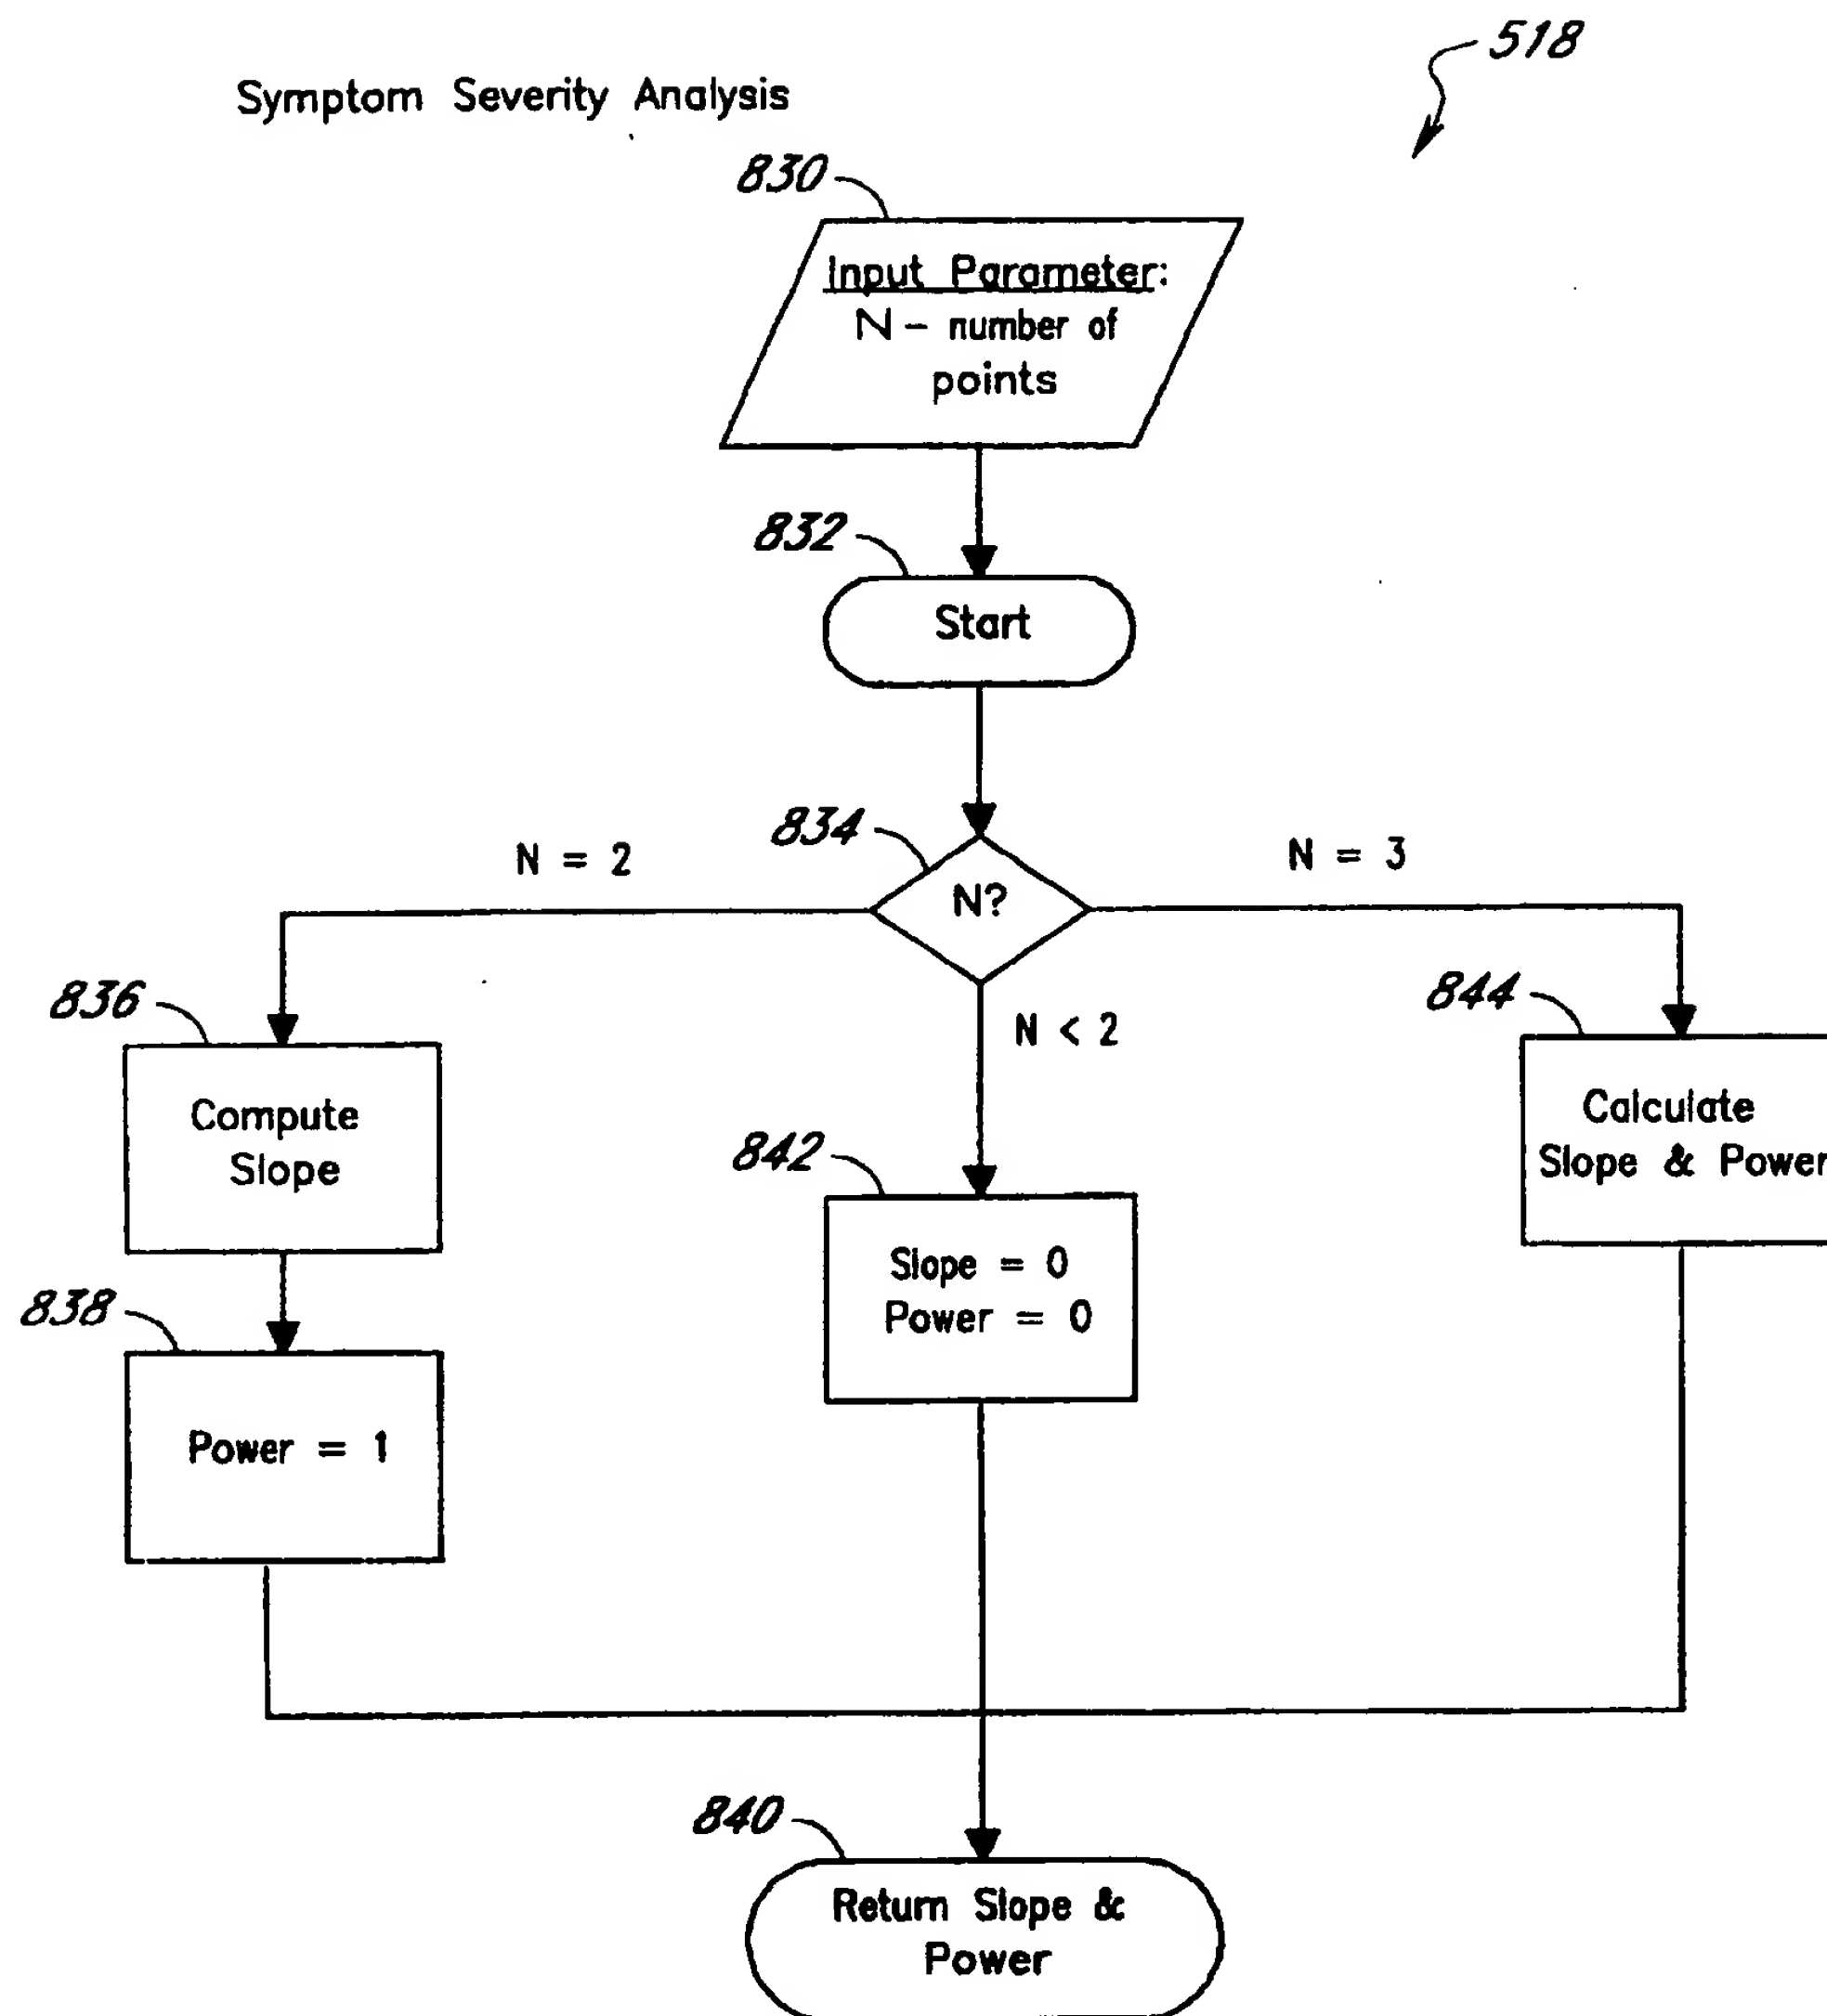 518
Symptom Severity Analysis
830
Input Parameter:
N – number of
points
832
Start
834
N = 2
N?
N = 3
836
844
N < 2
Compute
Slope
Calculate
Slope & Power
842
Slope = 0
Power = 0
838
Power = 1
840
Return Slope &
Power